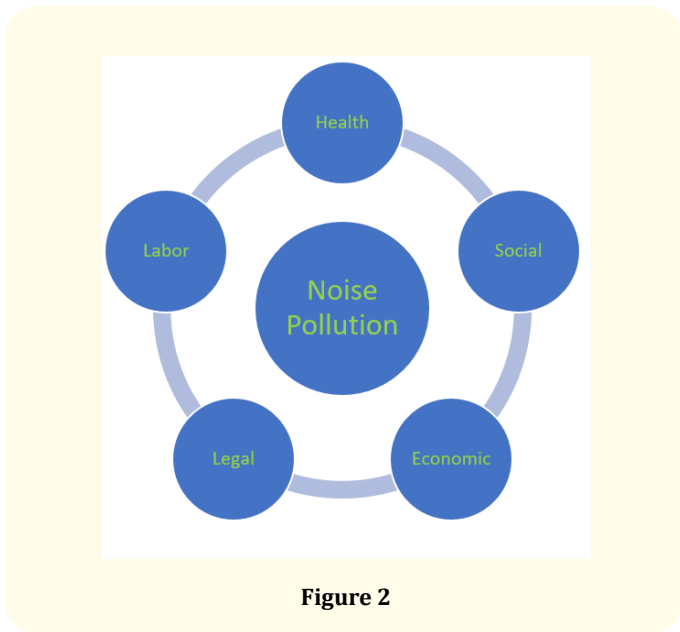 Health
Labor
Social
Noise
Pollution
Legal
Economic
Figure 2